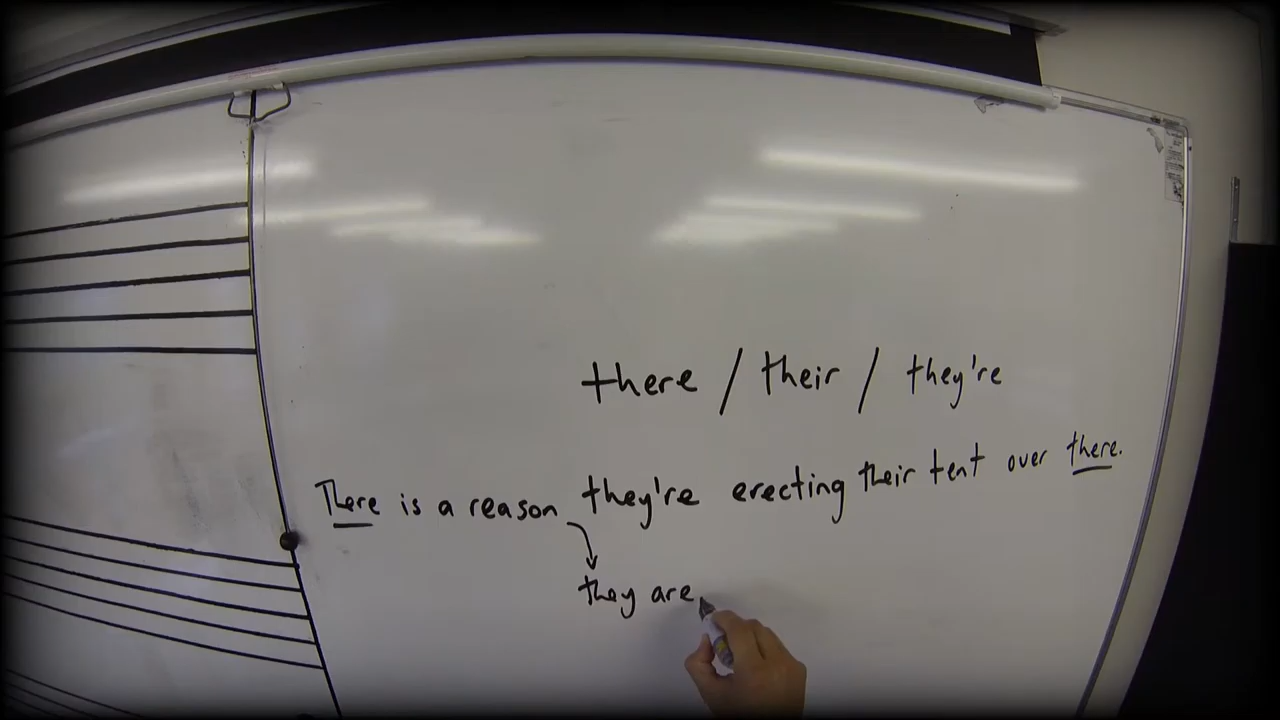 there / their / they're
There is a reason they're erecting their tent over there.
they are